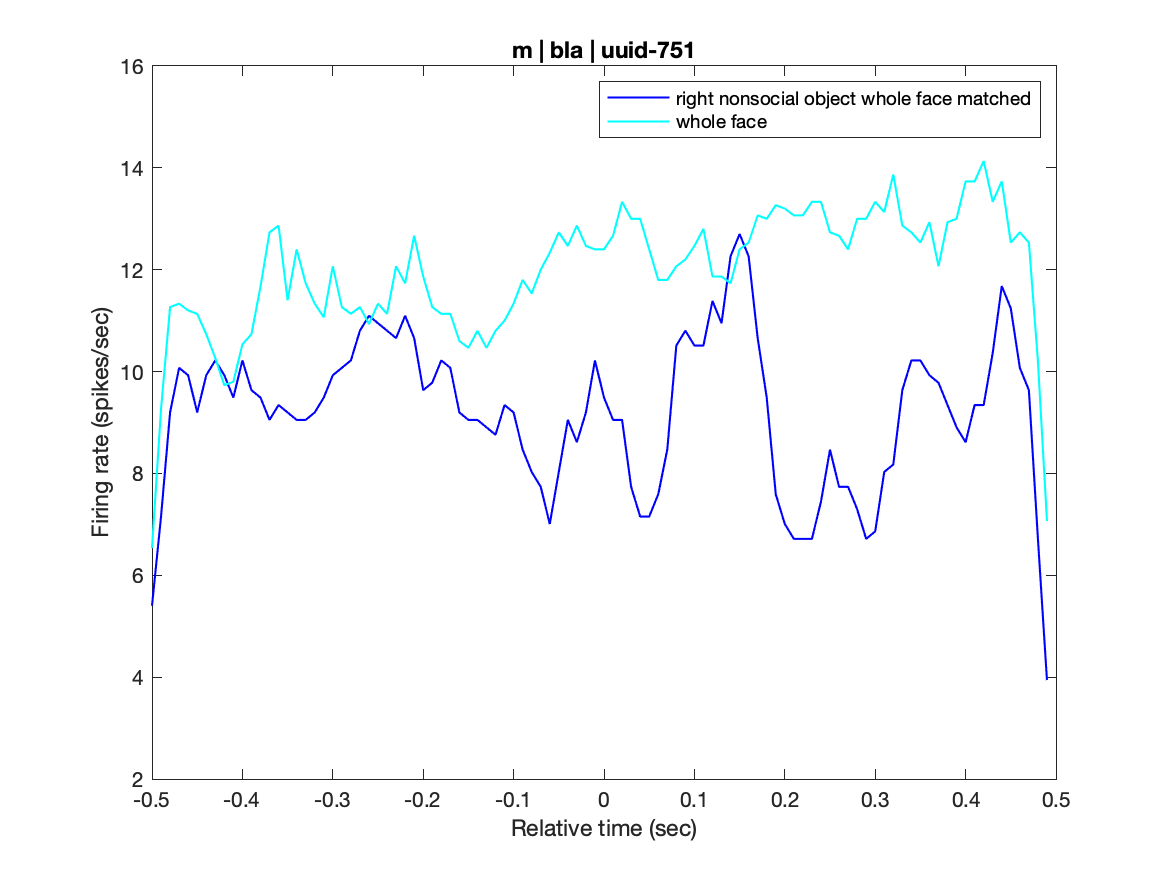 m | bla | uuid-751
right nonsocial object whole face matched
whole face
Firing rate (spikes/sec)
16
14
12
10
8
6
4
2
-0.5 -0.4 -0.3 -0.2 -0.1 0 0.1 0.2 0.3 0.4 0.5
Relative time (sec)